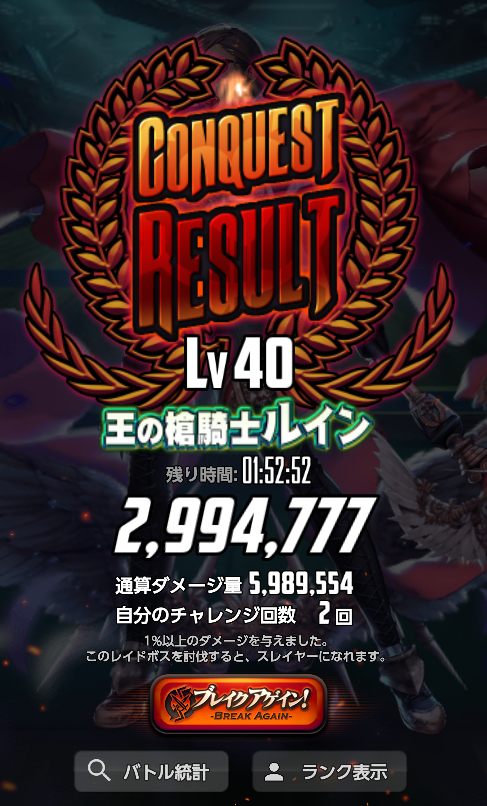 CONQUEST
RESULT
Lv 40
王の槍騎士ルイン
残り時間: 01:52:52
2,994,777
通算ダメージ量 5,989,554
自分のチャレンジ回数 2 回
1%以上のダメージを与えました。
このレイドボスを討伐すると、スレイヤーになれます。
ブレイクアゲイン!
-BREAK AGAIN-
バトル統計
ランク表示